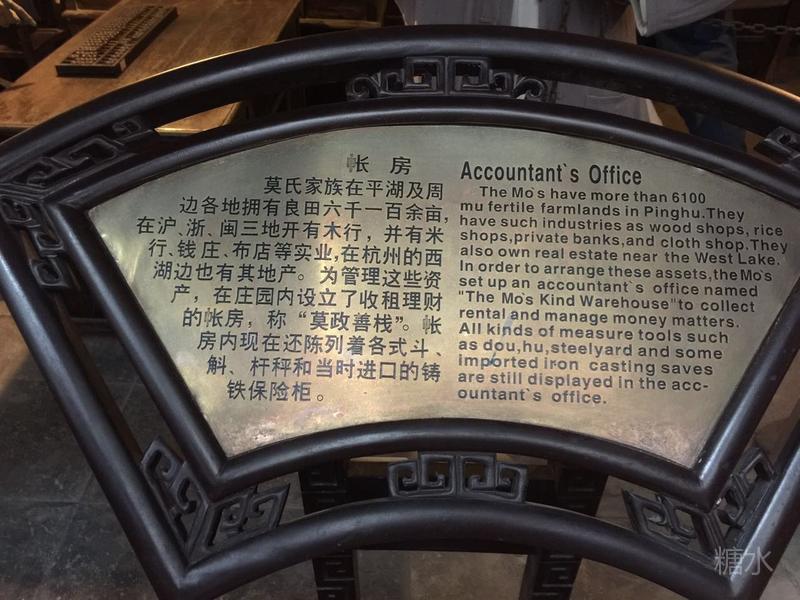 帐 房
莫氏家族在平湖及周
边各地拥有良田六千一百余亩,
在沪、浙、闽三地开有木行，并有米
行、钱庄、布店等实业,在杭州的西
湖边也有其地产。为管理这些资
产，在庄园内设立了收租理财
的帐房，称“莫政善栈”。帐
房内现在还陈列着各式斗、
斛、杆秤和当时进口的铸
铁保险柜。
Accountant`s Office
The Mo`s have more than 6100
mu fertile farmlands in Pinghu.They
have such industries as wood shops, rice
shops,private banks,and cloth shop.They
also own real estate near the West Lake.
In order to arrange these assets,the Mo`s
set up an accountant`s office named
"The Mo`s Kind Warehouse"to collect
rental and manage money matters.
All kinds of measure tools such
as dou,hu,steelyard and some
imported iron casting saves
are still displayed in the acc-
ountant`s office.
糖水